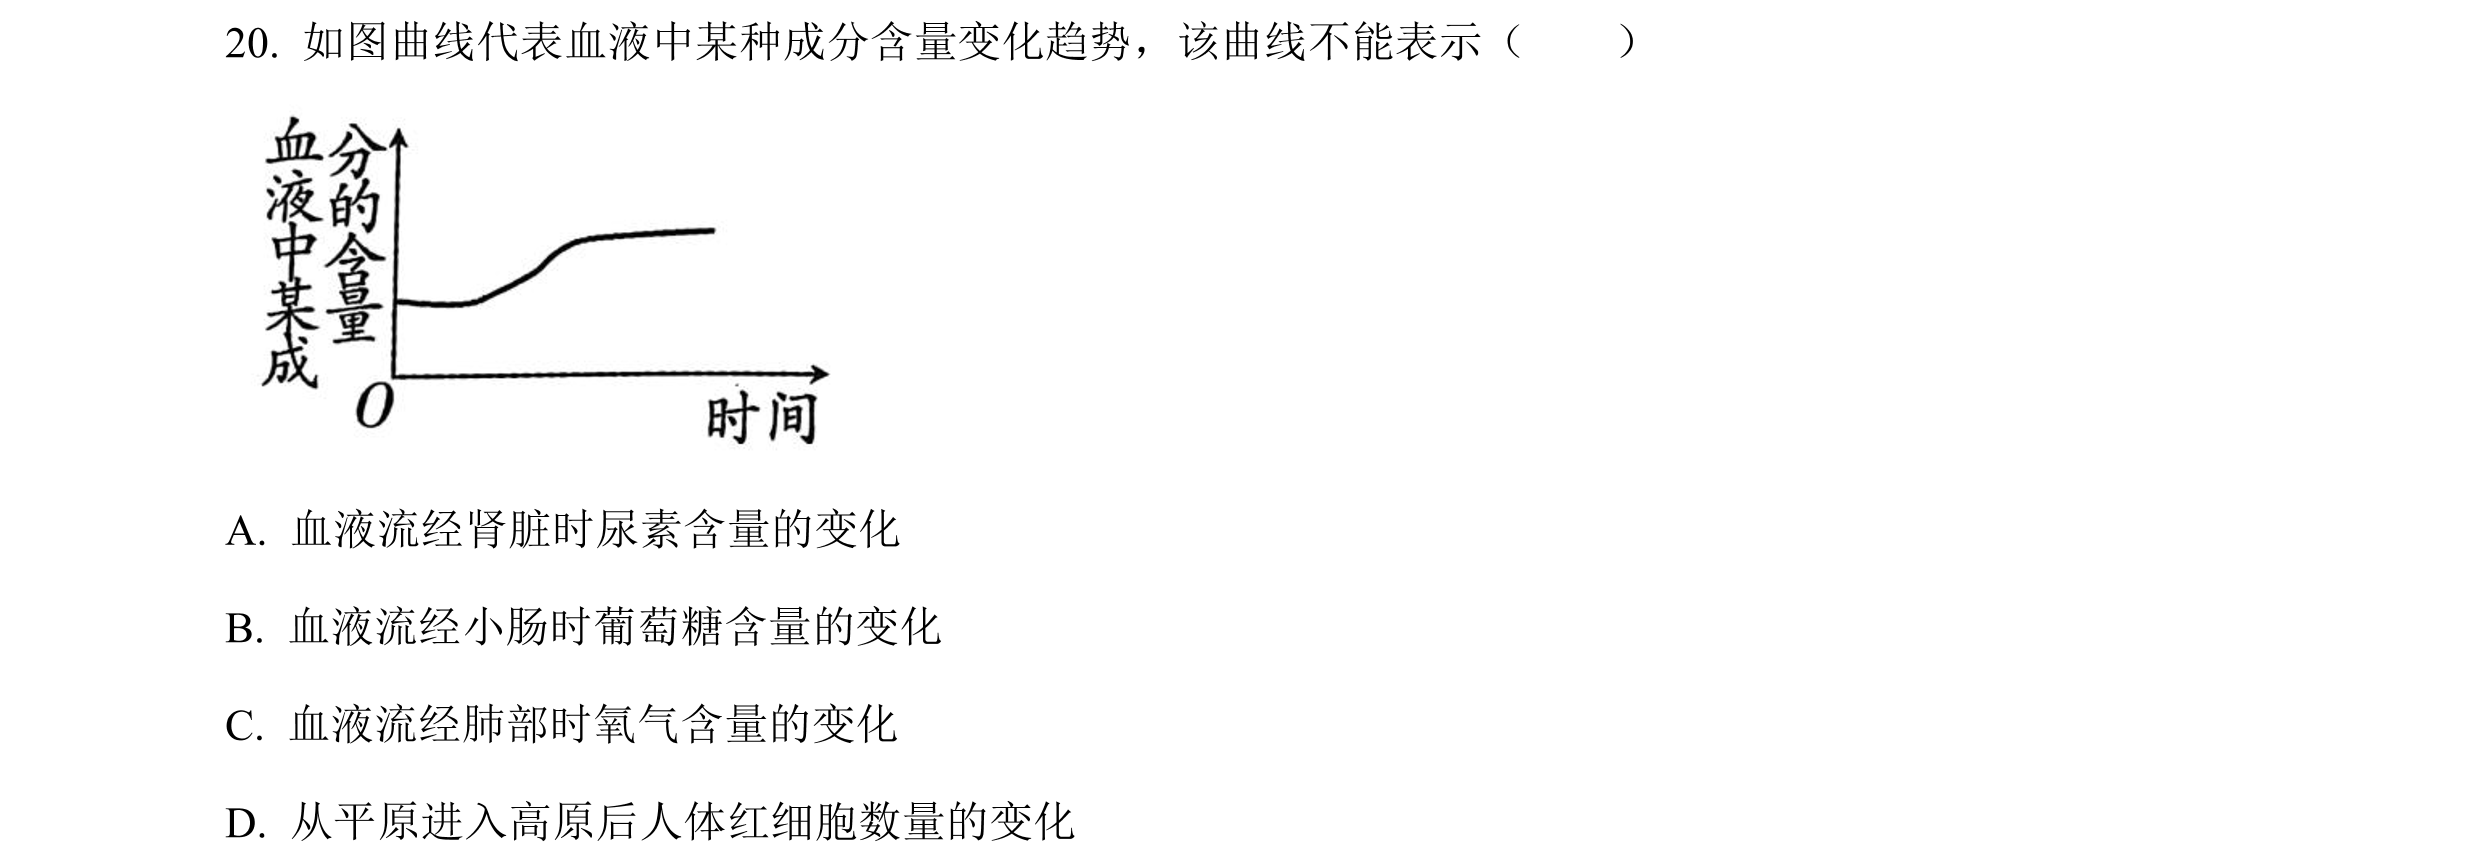 20. 如图曲线代表血液中某种成分含量变化趋势，该曲线不能表示（　　）
血液中某成
分的含量
O
时间
A. 血液流经肾脏时尿素含量的变化
B. 血液流经小肠时葡萄糖含量的变化
C. 血液流经肺部时氧气含量的变化
D. 从平原进入高原后人体红细胞数量的变化